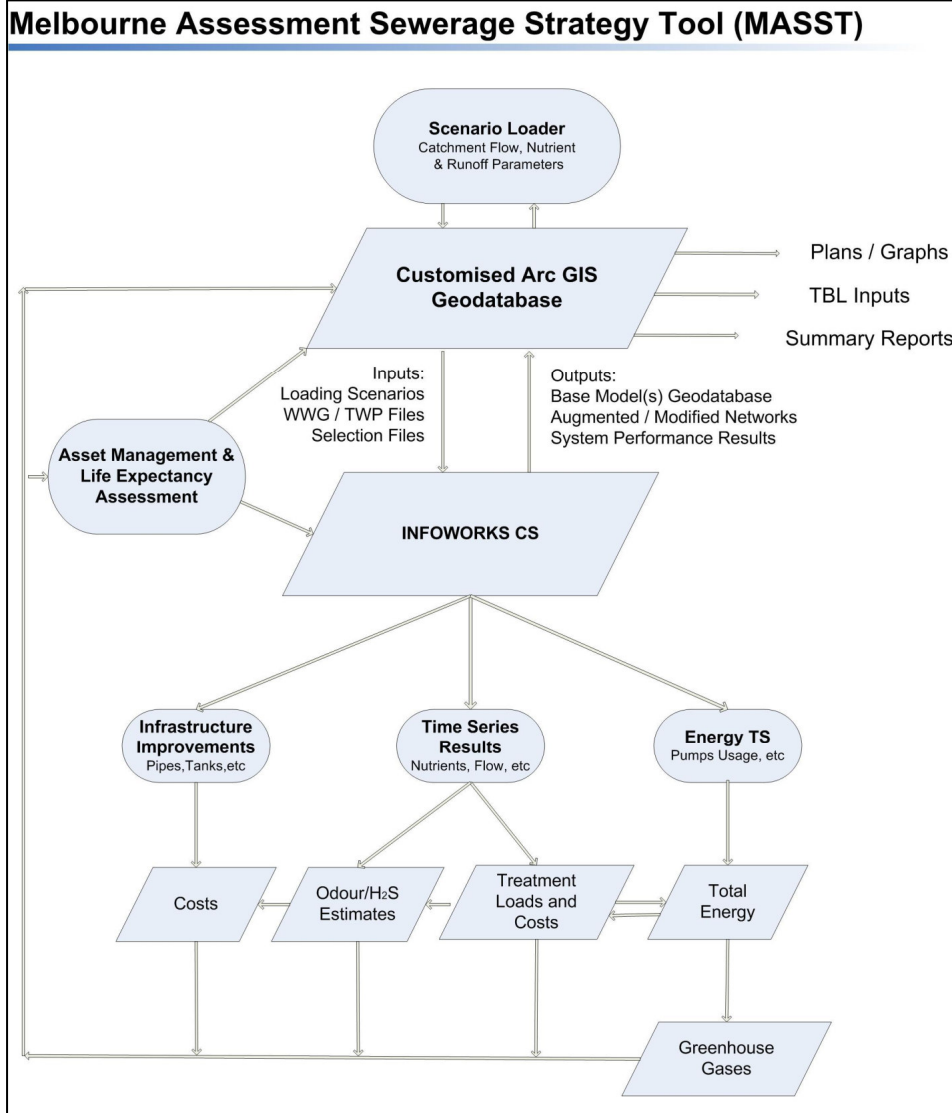 Melbourne Assessment Sewerage Strategy Tool (MASST)
Scenario Loader
Catchment Flow, Nutrient
& Runoff Parameters
Customised Arc GIS
Geodatabase
Plans / Graphs
TBL Inputs
Summary Reports
Inputs:
Loading Scenarios
WWG / TWP Files
Selection Files
Outputs:
Base Model(s) Geodatabase
Augmented / Modified Networks
System Performance Results
Asset Management &
Life Expectancy
Assessment
INFOWORKS CS
Infrastructure
Improvements
Pipes,Tanks,etc
Time Series
Results
Nutrients, Flow, etc
Energy TS
Pumps Usage, etc
Costs
Odour/H2S
Estimates
Treatment
Loads and
Costs
Total
Energy
Greenhouse
Gases